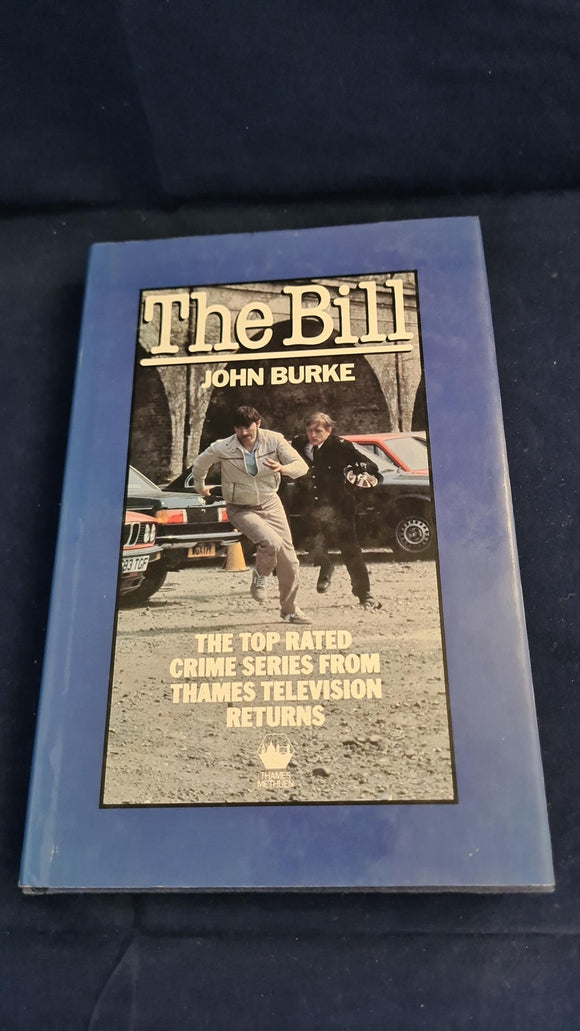 The Bill
JOHN BURKE
THE TOP RATED
CRIME SERIES FROM
THAMES TELEVISION
RETURNS
THAMES
METHUEN